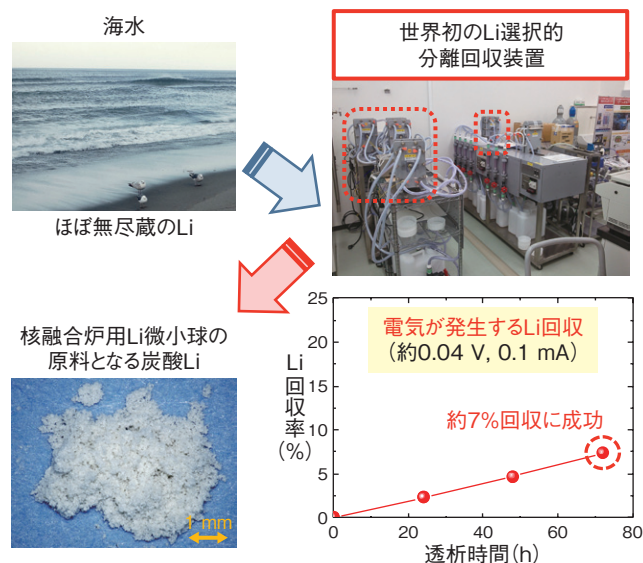 海水
ほぼ無尽蔵のLi
世界初のLi選択的
分離回収装置
核融合炉用Li微小球の
原料となる炭酸Li
1 mm
電気が発生するLi回収
(約0.04 V, 0.1 mA)
約7%回収に成功
Li
回収率
(%)
25
20
15
10
5
0
0
20
40
60
80
透析時間(h)